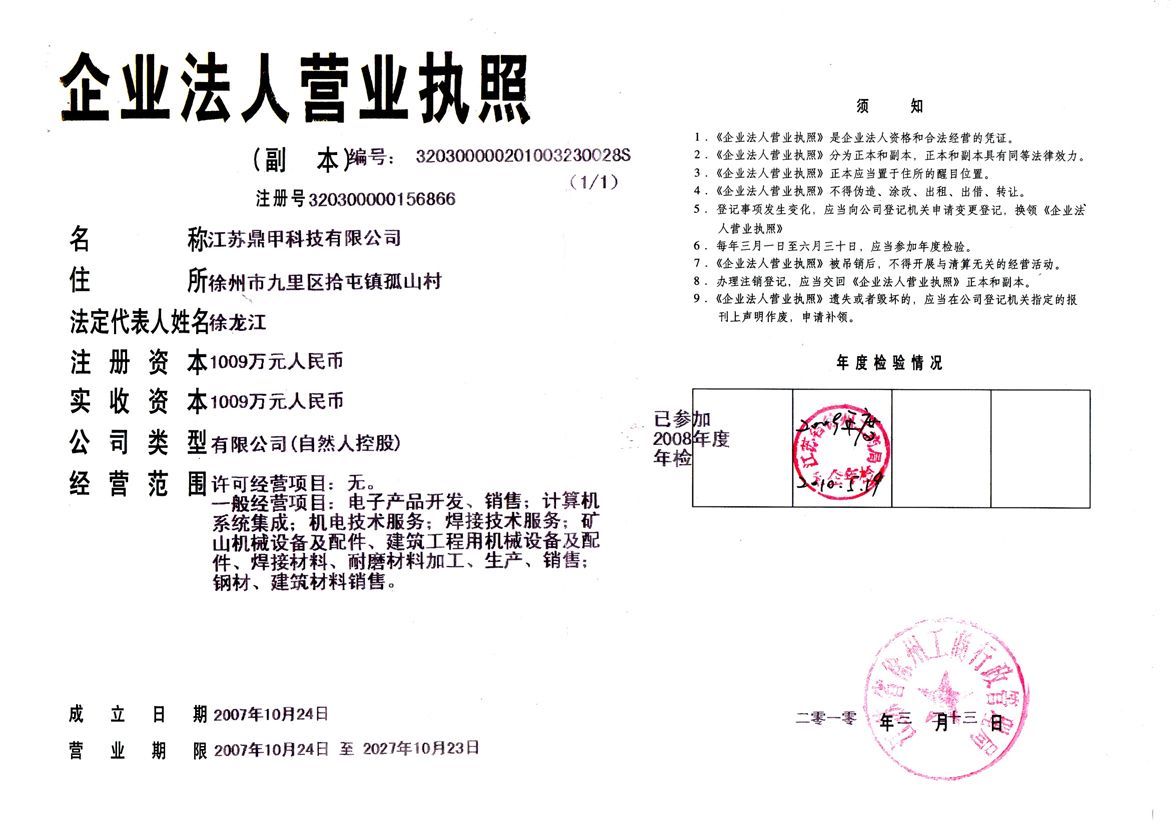 企业法人营业执照
(副 本)编号： 320300000201003230028S
(1/1)
注册号320300000156866
名 称江苏鼎甲科技有限公司
住 所徐州市九里区拾屯镇孤山村
法定代表人姓名徐龙江
注册资本1009万元人民币
实收资本1009万元人民币
公司类型有限公司(自然人控股)
经营范围许可经营项目：无。
一般经营项目：电子产品开发、销售；计算机
系统集成；机电技术服务；焊接技术服务；矿
山机械设备及配件、建筑工程用机械设备及配
件、焊接材料、耐磨材料加工、生产、销售；
钢材、建筑材料销售。
成立日期2007年10月24日
营业期限2007年10月24日 至 2027年10月23日
须 知
1．《企业法人营业执照》是企业法人资格和合法经营的凭证。
2．《企业法人营业执照》分为正本和副本，正本和副本具有同等法律效力。
3．《企业法人营业执照》正本应当置于住所的醒目位置。
4．《企业法人营业执照》不得伪造、涂改、出租、出借、转让。
5．登记事项发生变化，应当向公司登记机关申请变更登记，换领《企业法
人营业执照》
6．每年三月一日至六月三十日，应当参加年度检验。
7．《企业法人营业执照》被吊销后，不得开展与清算无关的经营活动。
8．办理注销登记，应当交回《企业法人营业执照》正本和副本。
9．《企业法人营业执照》遗失或者毁坏的，应当在公司登记机关指定的报
刊上声明作废，申请补领。
年度检验情况
已参加
2008年度
年检
2009年度
2010.5.19
江苏省徐州工商行政管理局
二零一零 年三 月十三 日